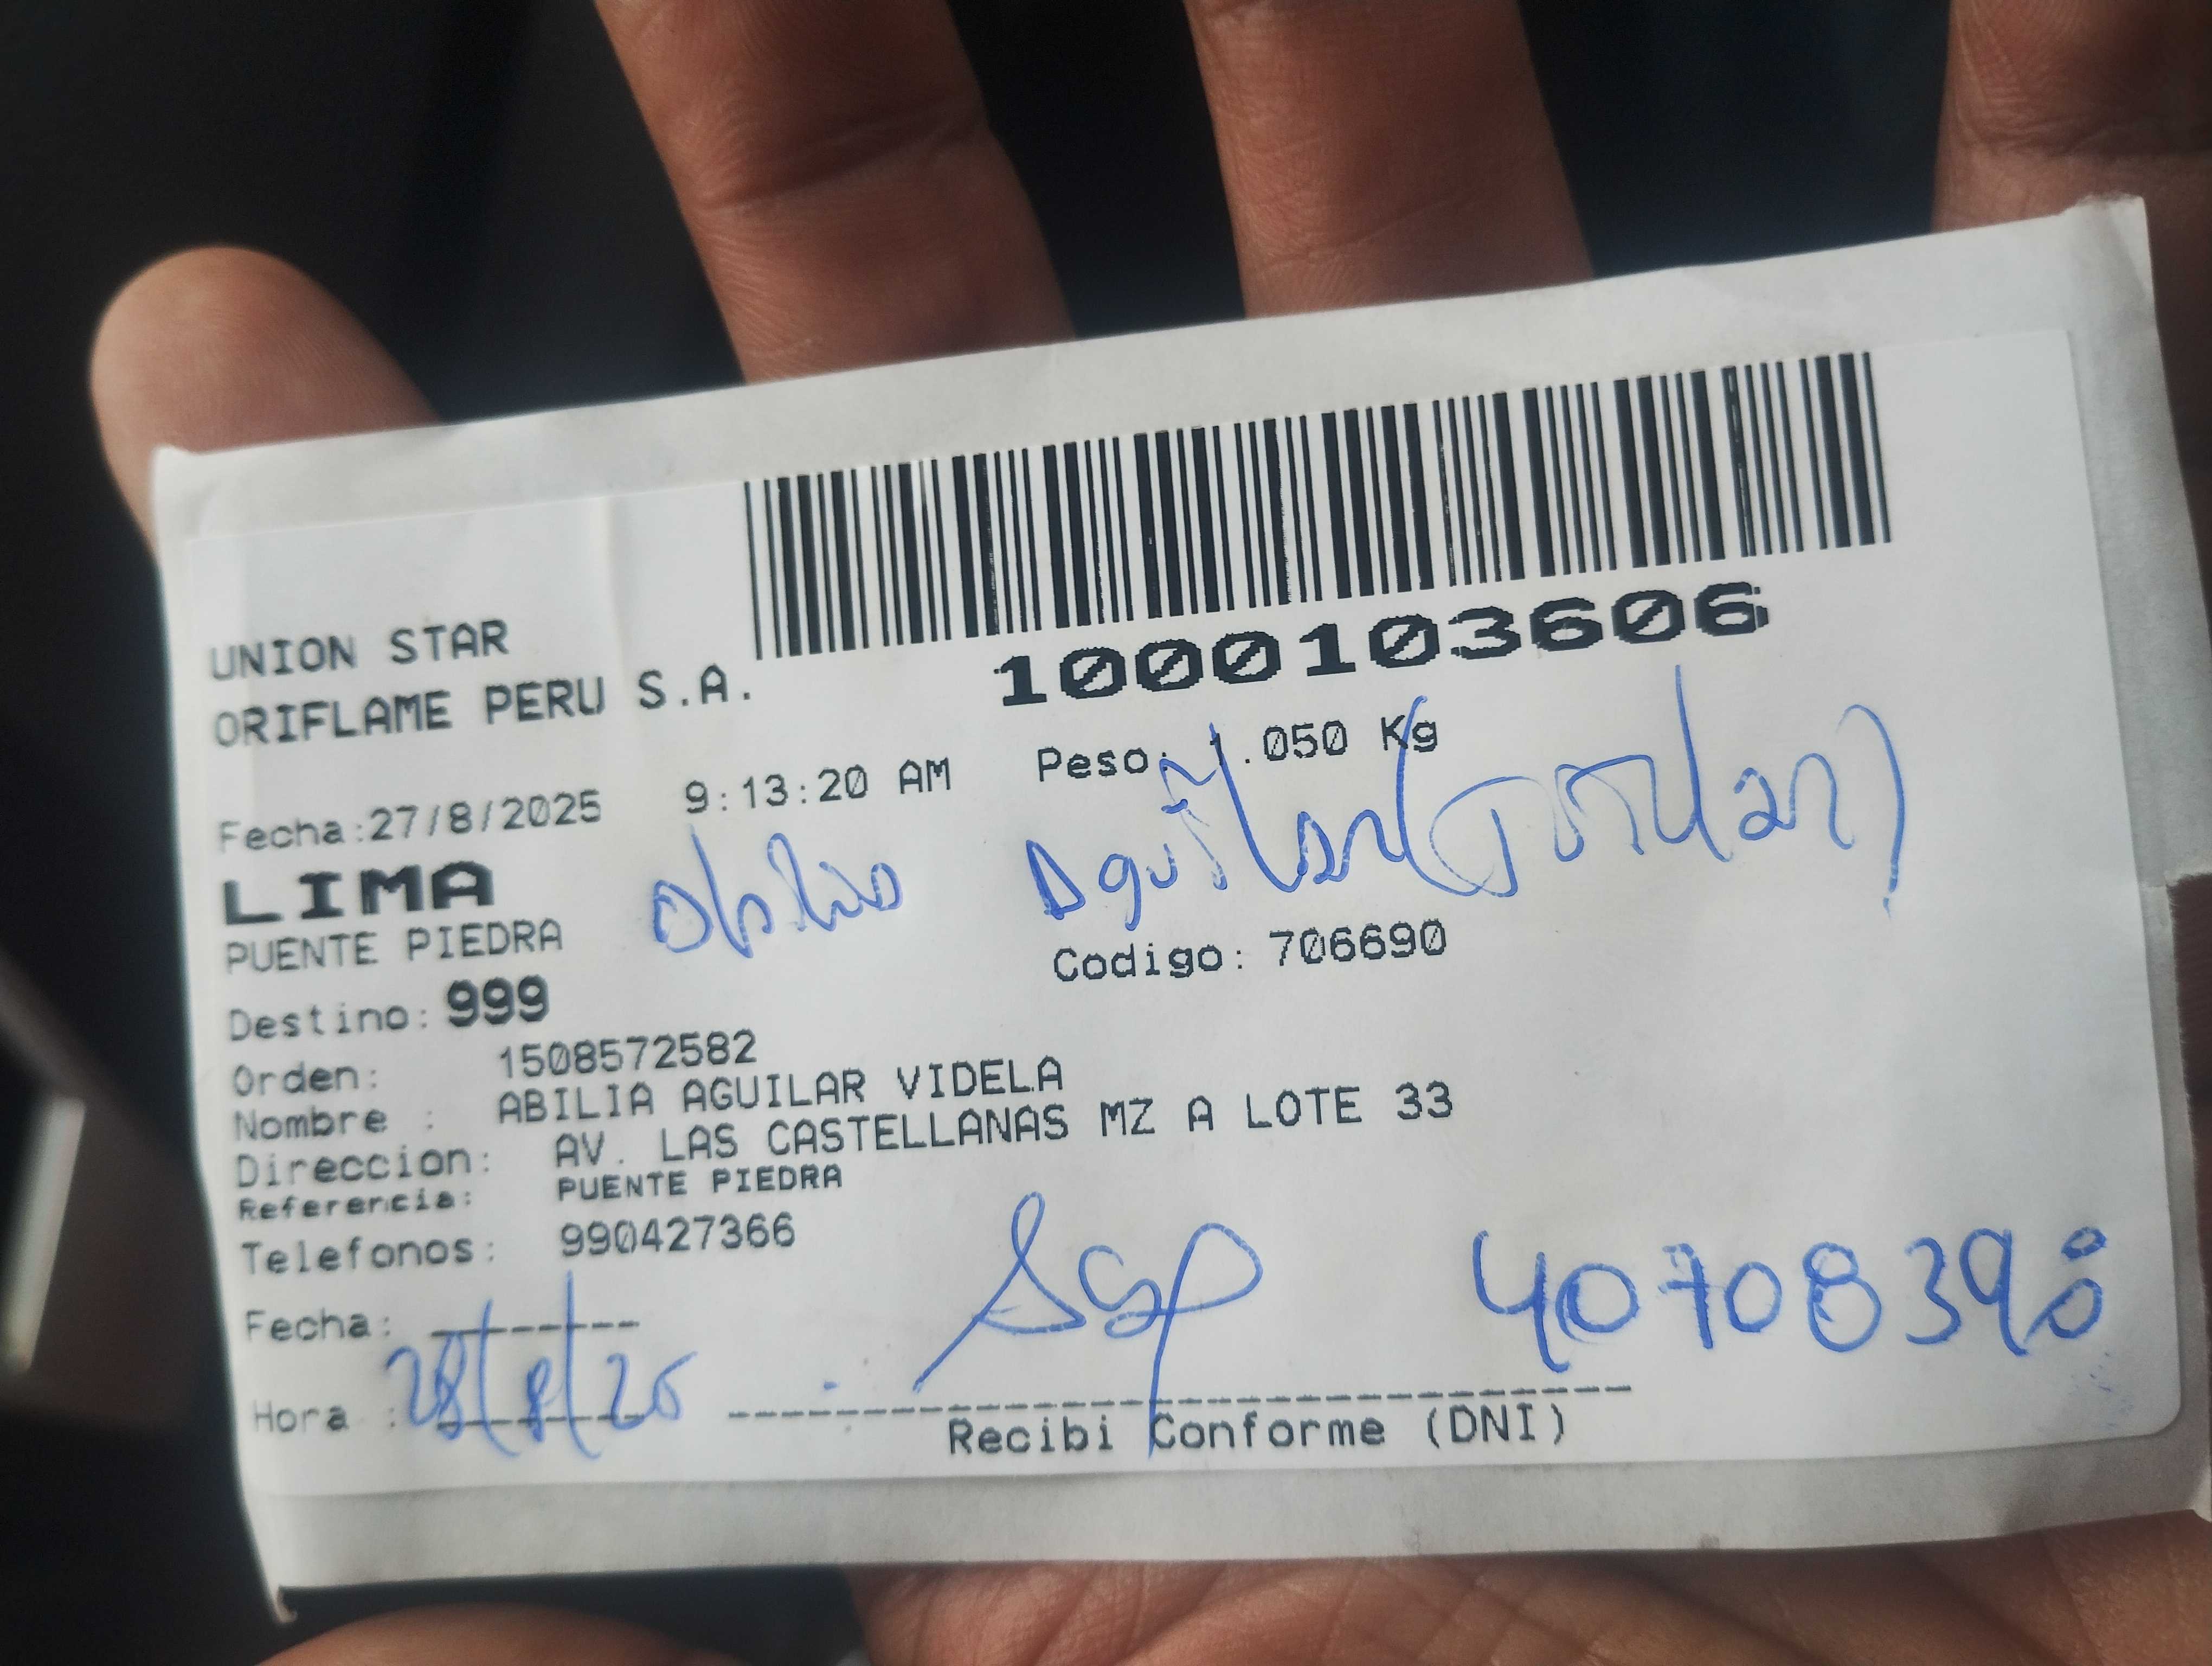 1000103606
UNION STAR
ORIFLAME PERU S.A.
Fecha:27/8/2025 9:13:20 AM Peso: 1.050 Kg
LIMA
Aguilar (Titular)
PUENTE PIEDRA
Codigo: 706690
Destino: 999
Orden: 1508572582
Nombre : ABILIA AGUILAR VIDELA
Direccion: AV. LAS CASTELLANAS MZ A LOTE 33
Referencia: PUENTE PIEDRA
Telefonos: 990427366
Fecha:
28/8/25
Hora :
Recibi Conforme (DNI)